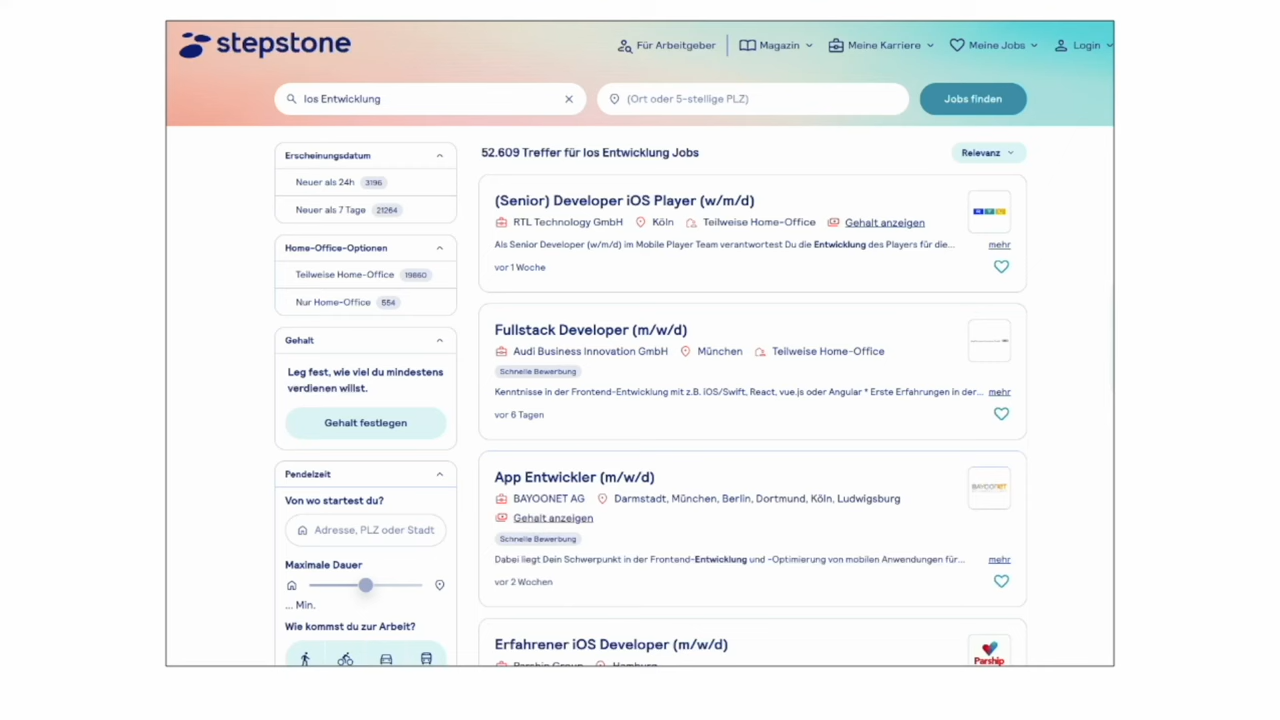 stepstone
Für Arbeitgeber
Magazin
Meine Karriere
Meine Jobs
Login
Ios Entwicklung
(Ort oder 5-stellige PLZ)
Jobs finden
Erscheinungsdatum
Neuer als 24h 3196
Neuer als 7 Tage 21264
Home-Office-Optionen
Teilweise Home-Office 19860
Nur Home-Office 554
Gehalt
Leg fest, wie viel du mindestens
verdienen willst.
Gehalt festlegen
Pendelzeit
Von wo startest du?
Adresse, PLZ oder Stadt
Maximale Dauer
... Min.
Wie kommst du zur Arbeit?
52.609 Treffer für Ios Entwicklung Jobs
Relevanz
(Senior) Developer iOS Player (w/m/d)
RTL Technology GmbH Köln Teilweise Home-Office Gehalt anzeigen
Als Senior Developer (w/m/d) im Mobile Player Team verantwortest Du die Entwicklung des Players für die... mehr
vor 1 Woche
RTL
Fullstack Developer (m/w/d)
Audi Business Innovation GmbH München Teilweise Home-Office
Schnelle Bewerbung
Kenntnisse in der Frontend-Entwicklung mit z.B. iOS/Swift, React, vue.js oder Angular * Erste Erfahrungen in der... mehr
vor 6 Tagen
App Entwickler (m/w/d)
BAYOONET AG Darmstadt, München, Berlin, Dortmund, Köln, Ludwigsburg
Gehalt anzeigen
Schnelle Bewerbung
Dabei liegt Dein Schwerpunkt in der Frontend-Entwicklung und -Optimierung von mobilen Anwendungen für... mehr
vor 2 Wochen
BAYOONET
Erfahrener iOS Developer (m/w/d)
Parship Group Hamburg
Parship